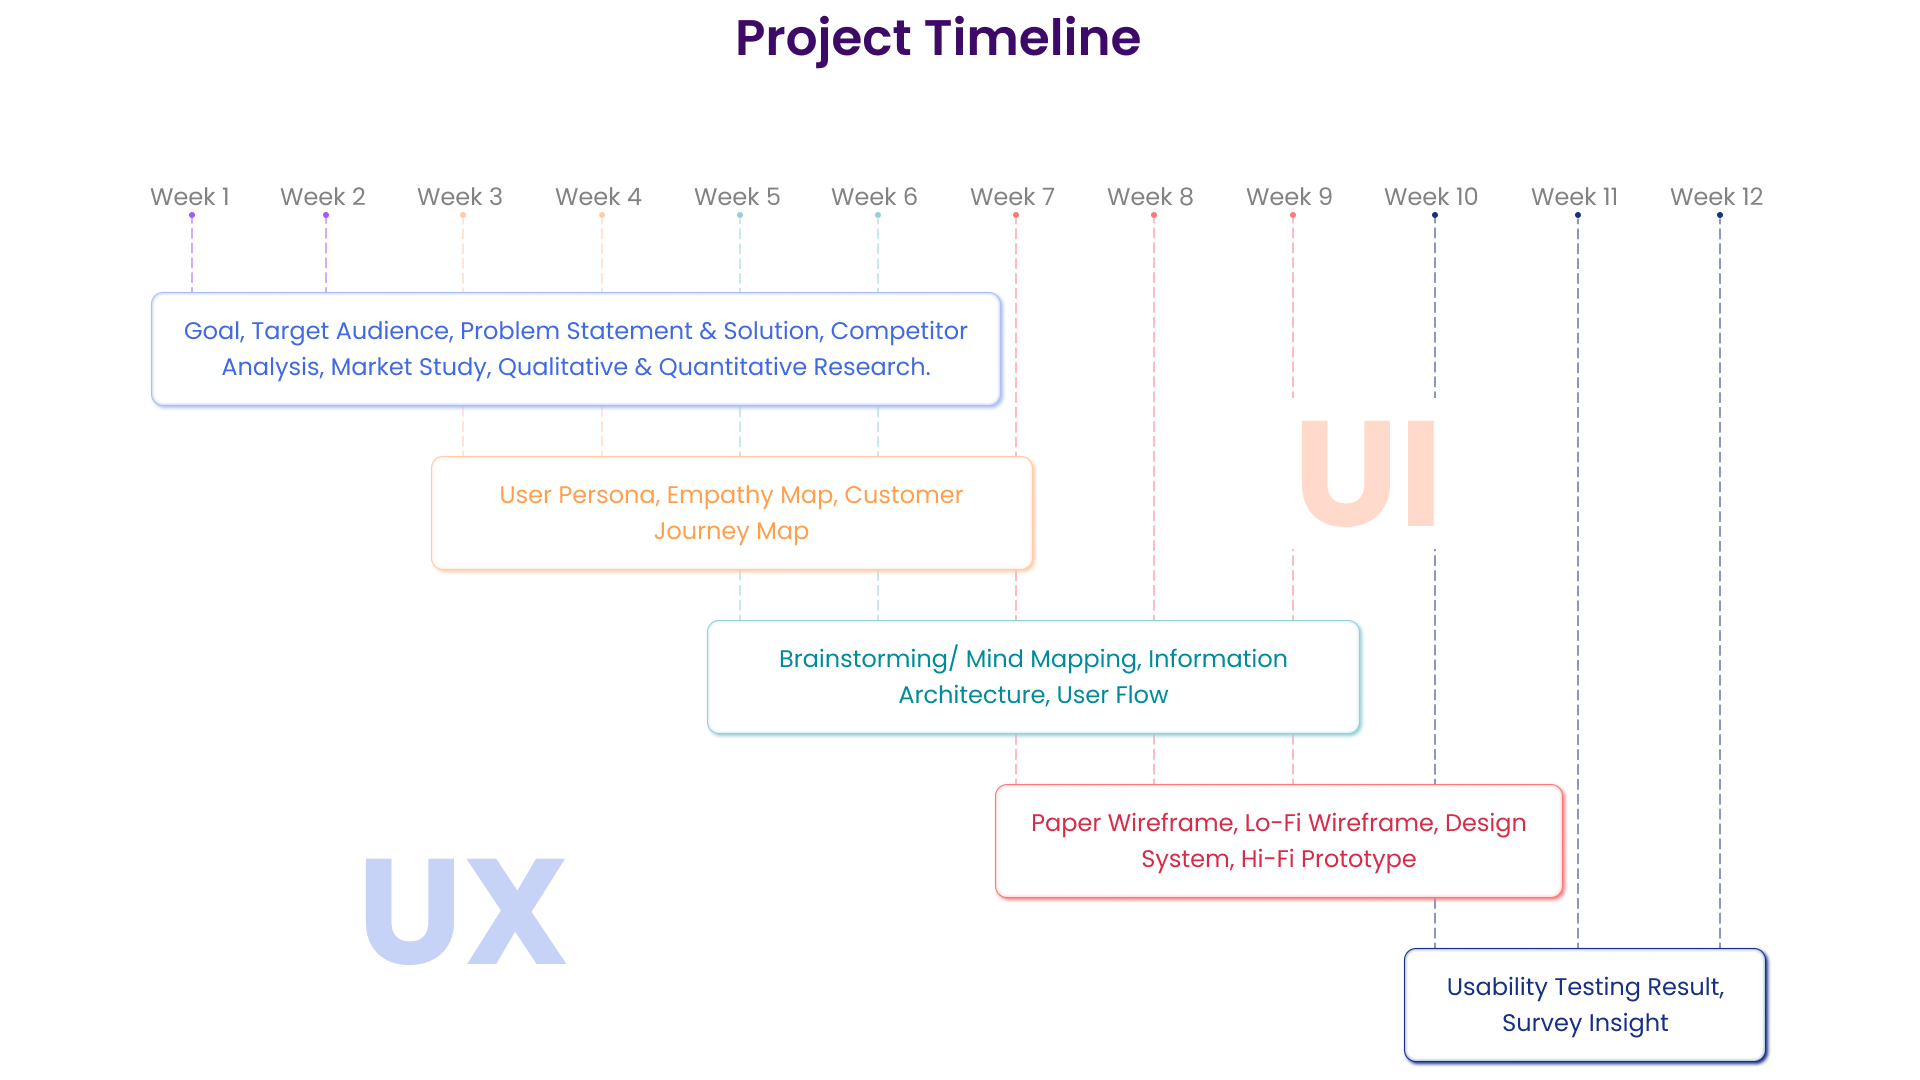 Project Timeline
Week 1 Week 2 Week 3 Week 4 Week 5 Week 6 Week 7 Week 8 Week 9 Week 10 Week 11 Week 12
Goal, Target Audience, Problem Statement & Solution, Competitor
Analysis, Market Study, Qualitative & Quantitative Research.
UI
User Persona, Empathy Map, Customer
Journey Map
Brainstorming/ Mind Mapping, Information
Architecture, User Flow
Paper Wireframe, Lo-Fi Wireframe, Design
System, Hi-Fi Prototype
UX
Usability Testing Result,
Survey Insight